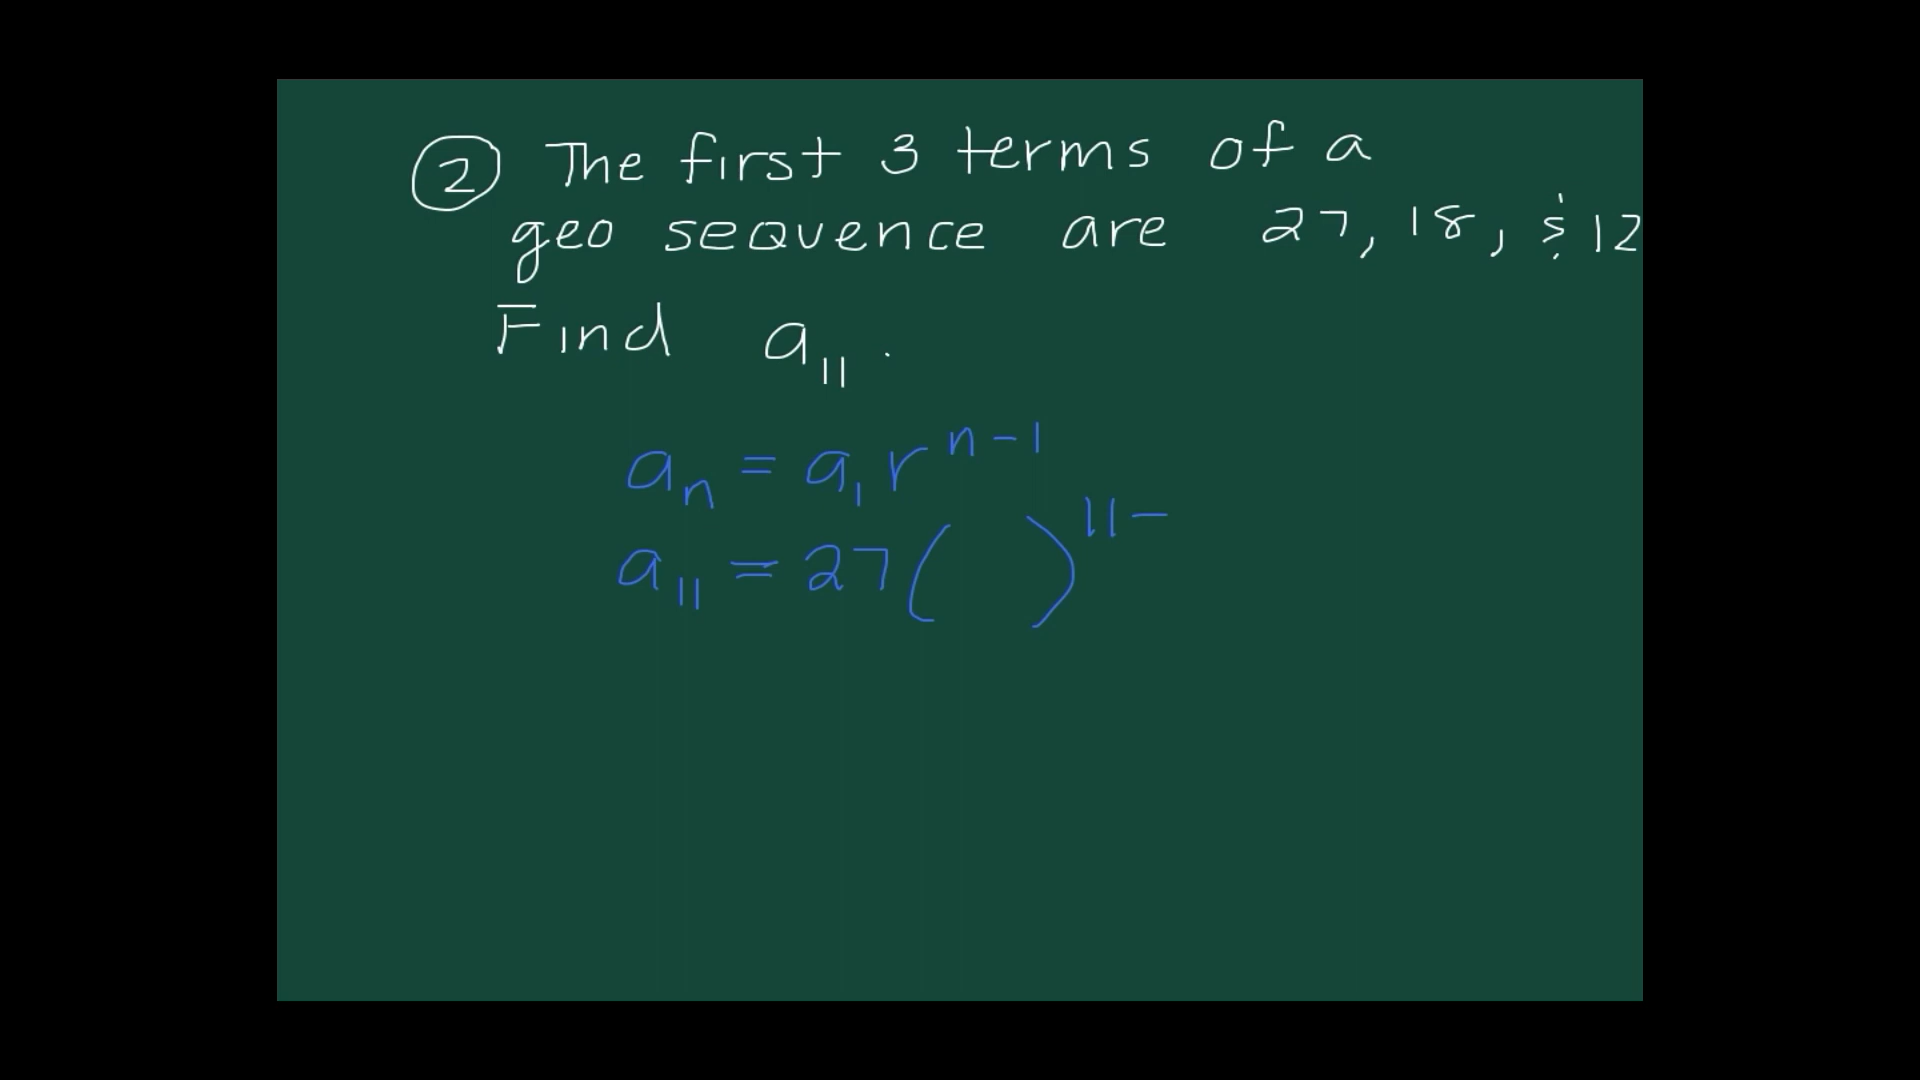 ② The first 3 terms of a
geo sequence are 27, 18, & 12
Find a₁₁.
aₙ = a₁rⁿ⁻¹
a₁₁ = 27( )¹¹⁻